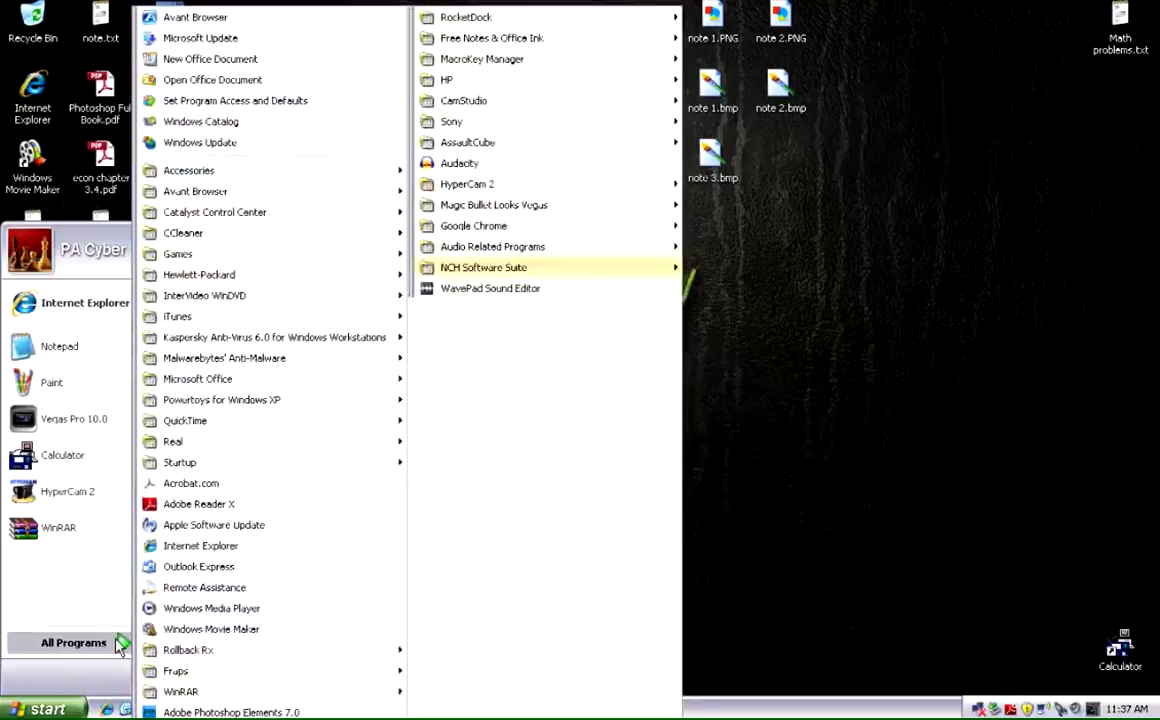 Recycle Bin
note.txt
Internet Explorer
Photoshop Full Book.pdf
Windows Movie Maker
econ chapter 3.4.pdf
PA Cyber
Internet Explorer
Notepad
Paint
Vegas Pro 10.0
Calculator
HyperCam 2
WinRAR
All Programs
start
Avant Browser
Microsoft Update
New Office Document
Open Office Document
Set Program Access and Defaults
Windows Catalog
Windows Update
Accessories
Avant Browser
Catalyst Control Center
CCleaner
Games
Hewlett-Packard
InterVideo WinDVD
iTunes
Kaspersky Anti-Virus 6.0 for Windows Workstations
Malwarebytes' Anti-Malware
Microsoft Office
Powertoys for Windows XP
QuickTime
Real
Startup
Acrobat.com
Adobe Reader X
Apple Software Update
Internet Explorer
Outlook Express
Remote Assistance
Windows Media Player
Windows Movie Maker
Rollback Rx
Fraps
WinRAR
Adobe Photoshop Elements 7.0
RocketDock
Free Notes & Office Ink
MacroKey Manager
HP
CamStudio
Sony
AssaultCube
Audacity
HyperCam 2
Magic Bullet Looks Vegas
Google Chrome
Audio Related Programs
NCH Software Suite
WavePad Sound Editor
note 1.PNG
note 2.PNG
note 1.bmp
note 2.bmp
note 3.bmp
Math
problems.txt
Calculator
11:37 AM